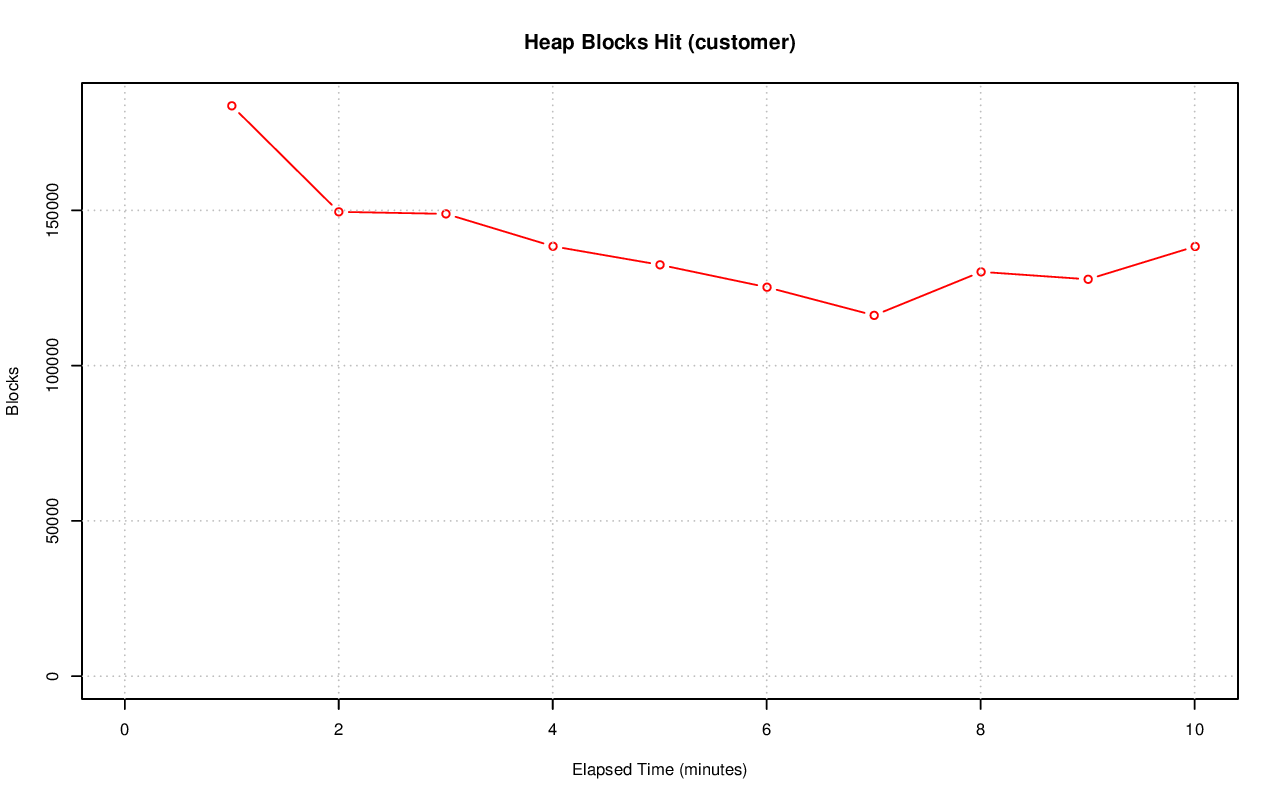 Heap Blocks Hit (customer)
Blocks
150000
100000
50000
0
0 2 4 6 8 10
Elapsed Time (minutes)